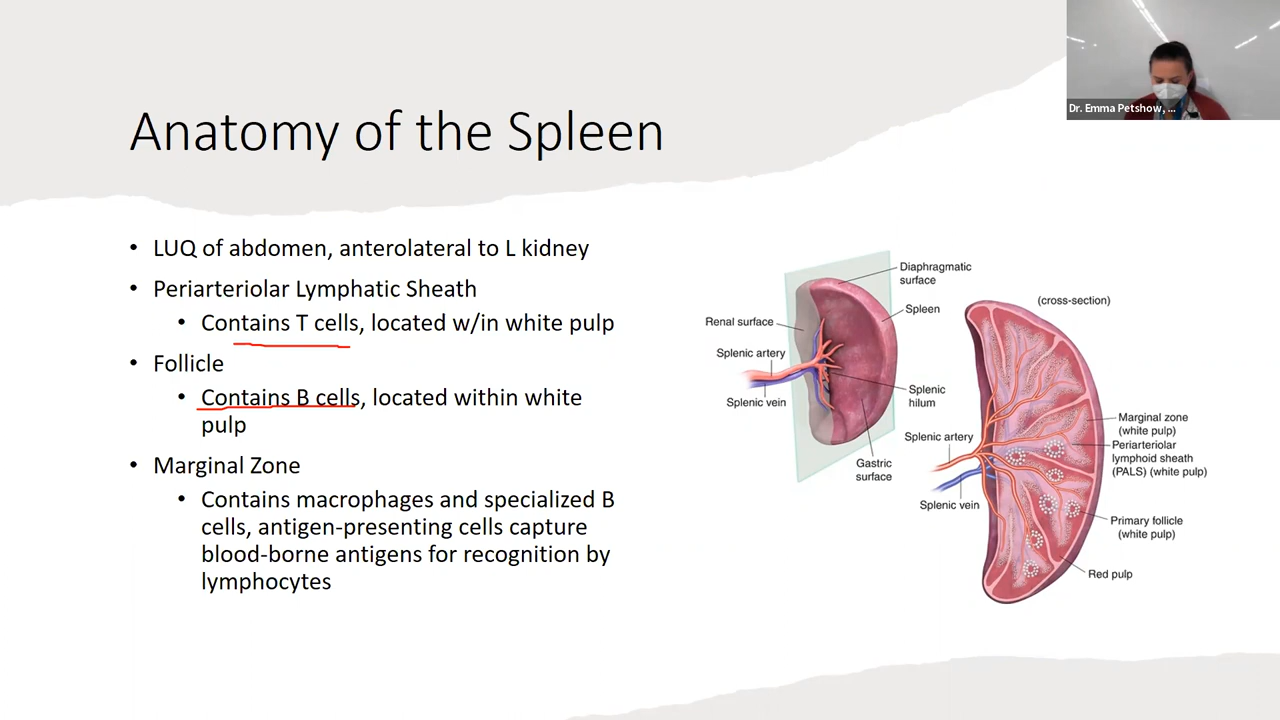 Dr. Emma Petshow, ...
Anatomy of the Spleen
• LUQ of abdomen, anterolateral to L kidney
• Periarteriolar Lymphatic Sheath
• Contains T cells, located w/in white pulp
• Follicle
• Contains B cells, located within white
pulp
• Marginal Zone
• Contains macrophages and specialized B
cells, antigen-presenting cells capture
blood-borne antigens for recognition by
lymphocytes
Diaphragmatic
surface
Spleen
Renal surface
Splenic artery
Splenic vein
Splenic
hilum
Gastric
surface
(cross-section)
Marginal zone
(white pulp)
Periarteriolar
lymphoid sheath
(PALS) (white pulp)
Splenic artery
Splenic vein
Primary follicle
(white pulp)
Red pulp